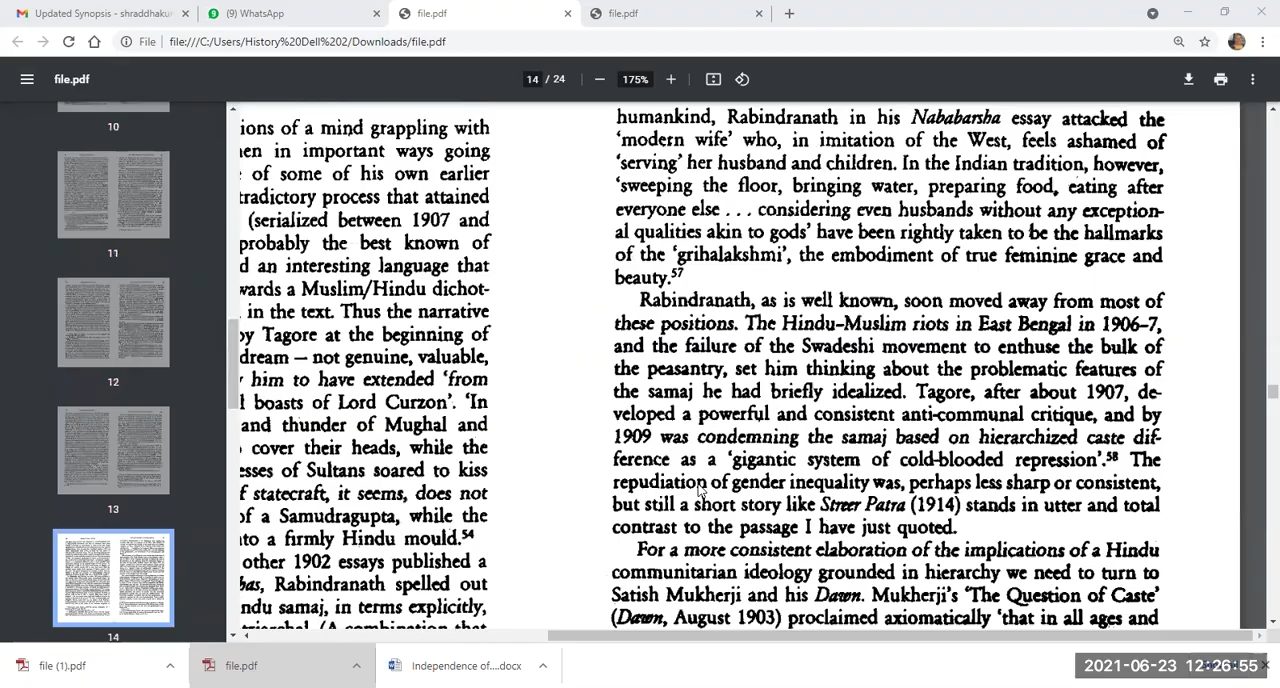 Updated Synopsis - shraddhakun
(9) WhatsApp
file.pdf
file.pdf
File
file:///C:/Users/History%20Dell%202/Downloads/file.pdf
file.pdf
14 / 24
175%
10
11
12
13
14
ions of a mind grappling with
en in important ways going
of some of his own earlier
tradictory process that attained
(serialized between 1907 and
probably the best known of
d an interesting language that
wards a Muslim/Hindu dichot-
in the text. Thus the narrative
by Tagore at the beginning of
dream – not genuine, valuable,
him to have extended 'from
boasts of Lord Curzon'. 'In
and thunder of Mughal and
cover their heads, while the
esses of Sultans soared to kiss
f statecraft, it seems, does not
of a Samudragupta, while the
to a firmly Hindu mould.54
other 1902 essays published a
has, Rabindranath spelled out
ndu samaj, in terms explicitly,
(A combination that
humankind, Rabindranath in his Nababarsha essay attacked the
'modern wife' who, in imitation of the West, feels ashamed of
'serving' her husband and children. In the Indian tradition, however,
'sweeping the floor, bringing water, preparing food, eating after
everyone else . . . considering even husbands without any exception-
al qualities akin to gods' have been rightly taken to be the hallmarks
of the 'grihalakshmi', the embodiment of true feminine grace and
beauty.57
Rabindranath, as is well known, soon moved away from most of
these positions. The Hindu–Muslim riots in East Bengal in 1906–7,
and the failure of the Swadeshi movement to enthuse the bulk of
the peasantry, set him thinking about the problematic features of
the samaj he had briefly idealized. Tagore, after about 1907, de-
veloped a powerful and consistent anti-communal critique, and by
1909 was condemning the samaj based on hierarchized caste dif-
ference as a 'gigantic system of cold-blooded repression'.58 The
repudiation of gender inequality was, perhaps less sharp or consistent,
but still a short story like Streer Patra (1914) stands in utter and total
contrast to the passage I have just quoted.
For a more consistent elaboration of the implications of a Hindu
communitarian ideology grounded in hierarchy we need to turn to
Satish Mukherji and his Dawn. Mukherji's 'The Question of Caste'
(Dawn, August 1903) proclaimed axiomatically 'that in all ages and
file (1).pdf
file.pdf
Independence of....docx
2021-06-23 12:26:55